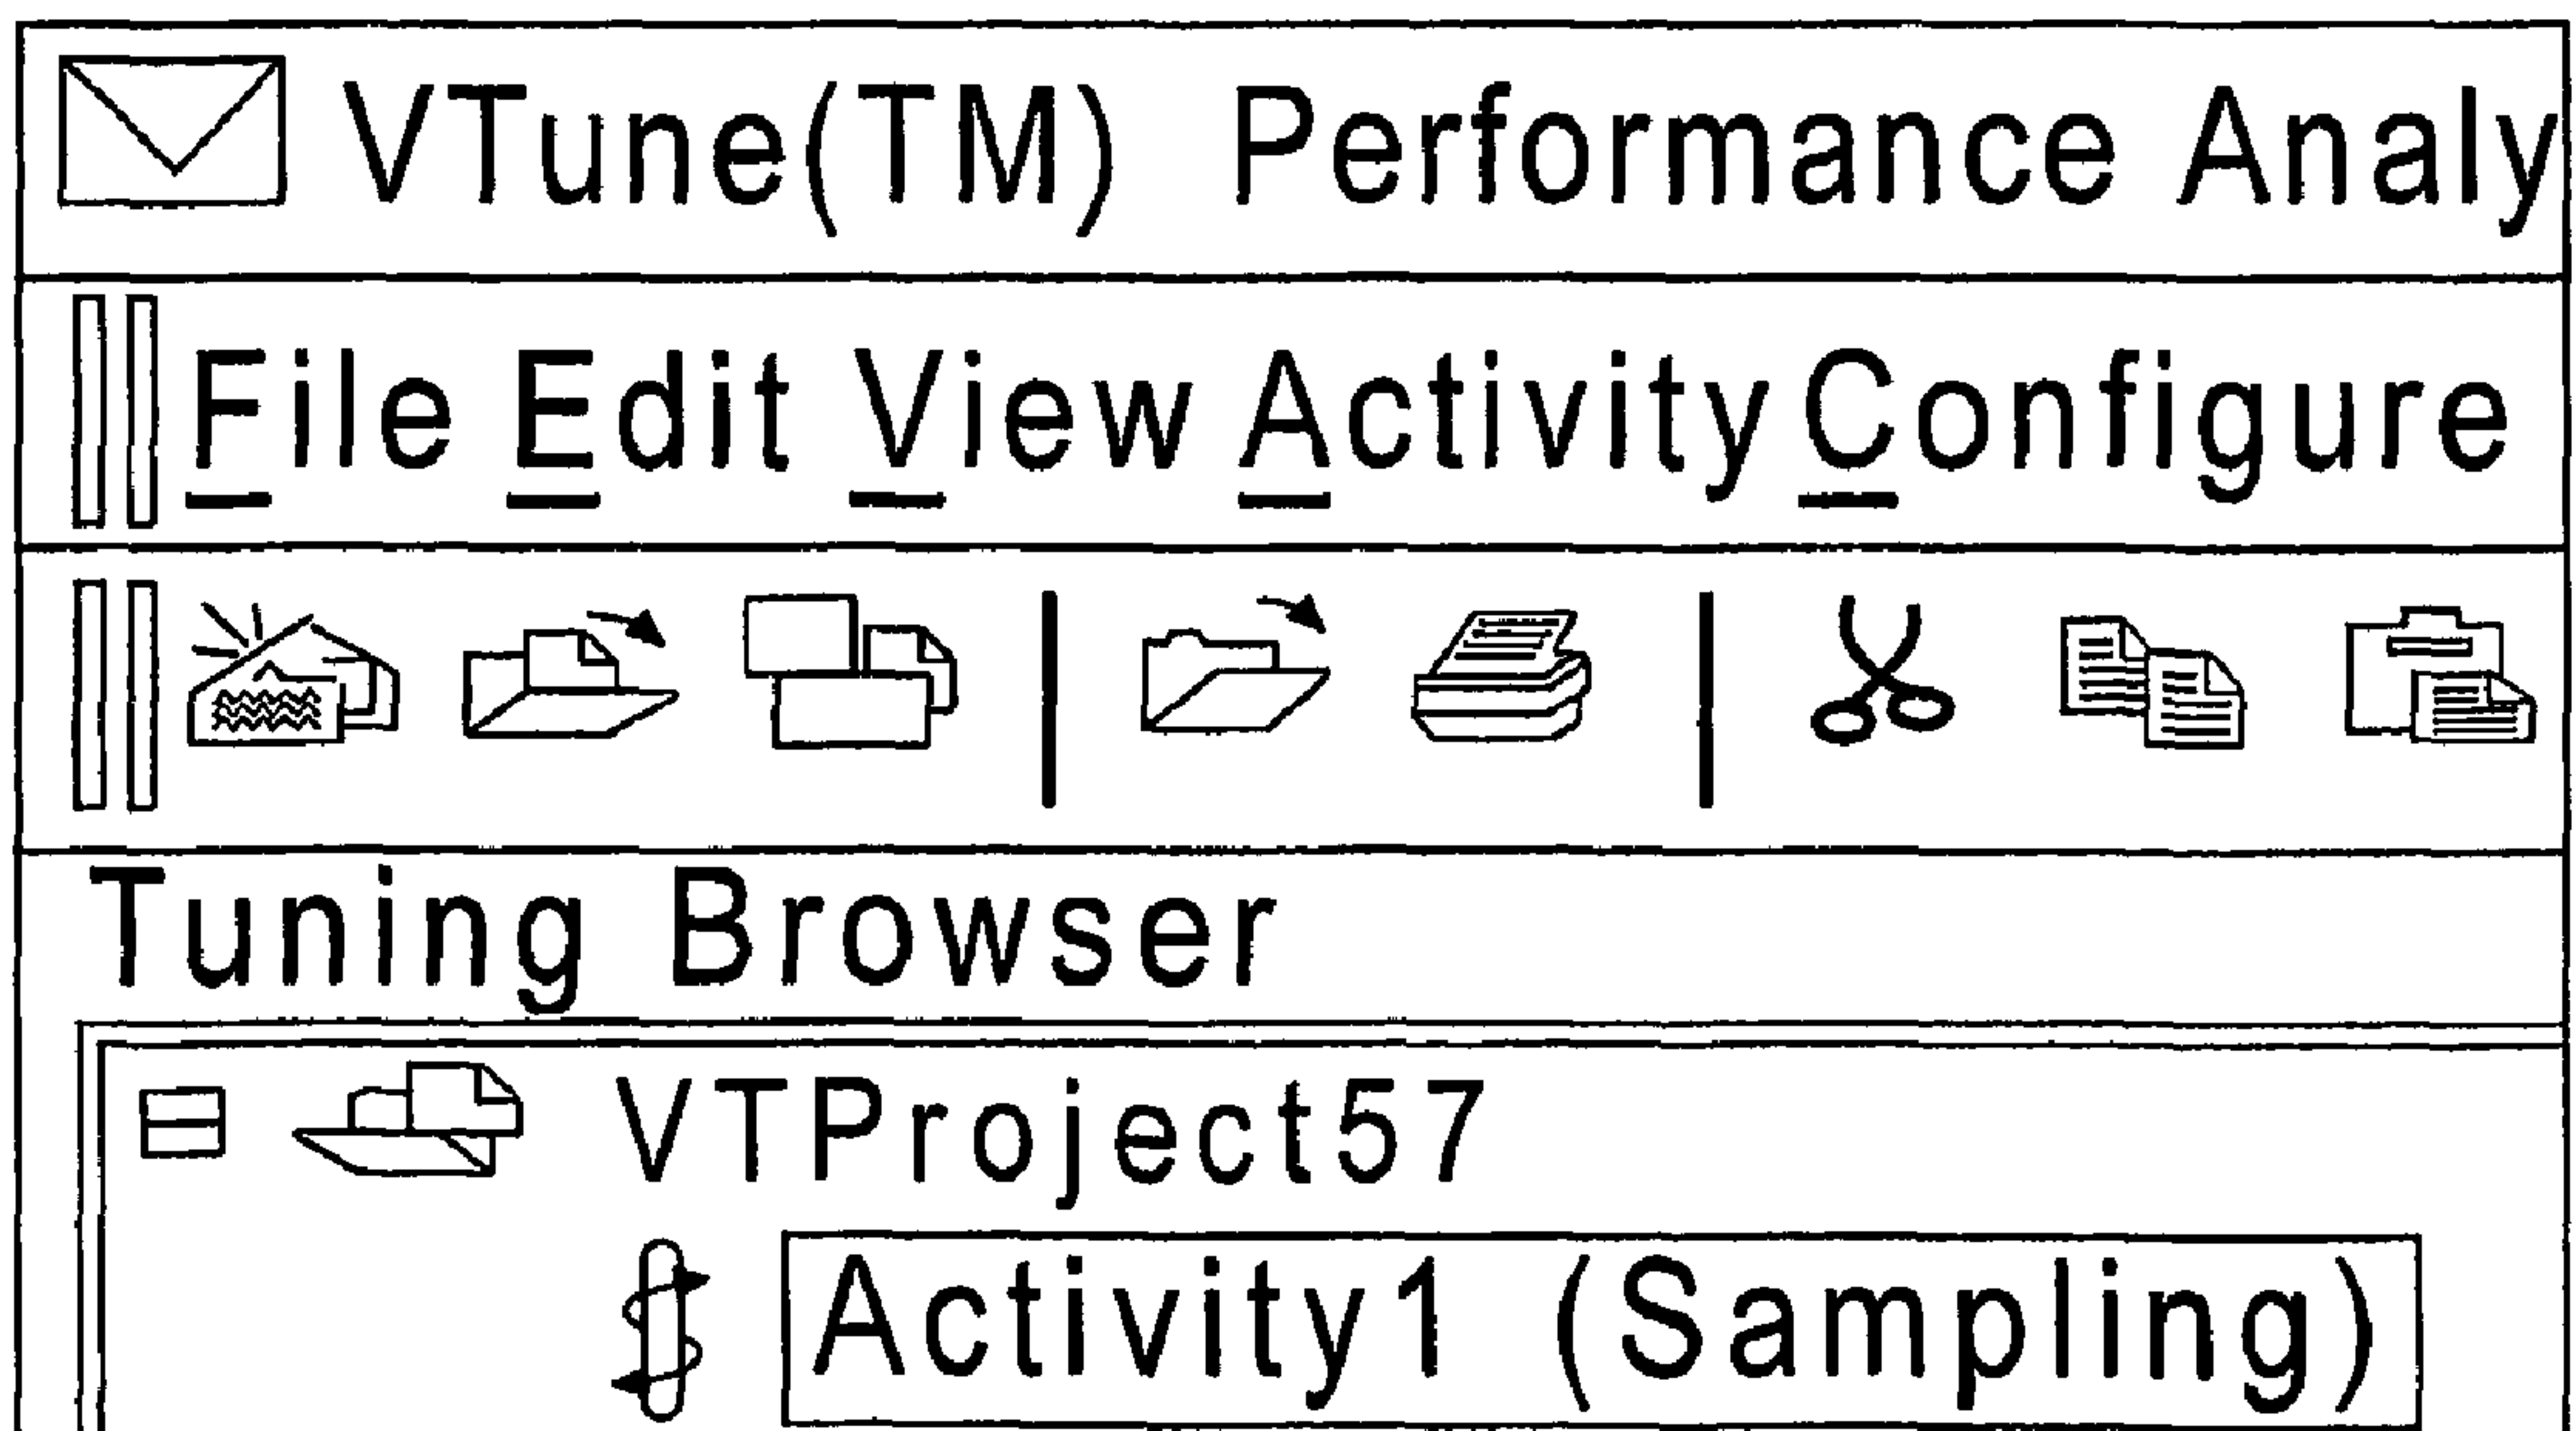 VTune(TM) Performance Analy
File Edit View Activity Configure
Tuning Browser
VTProject57
Activity1 (Sampling)